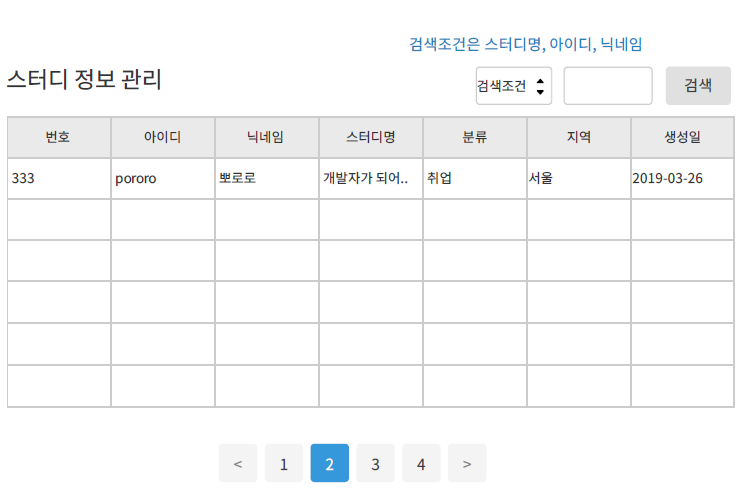 검색조건은 스터디명, 아이디, 닉네임
스터디 정보 관리
검색조건 검색
번호 아이디 닉네임 스터디명 분류 지역 생성일
333 pororo 뽀로로 개발자가 되어.. 취업 서울 2019-03-26
< 1 2 3 4 >